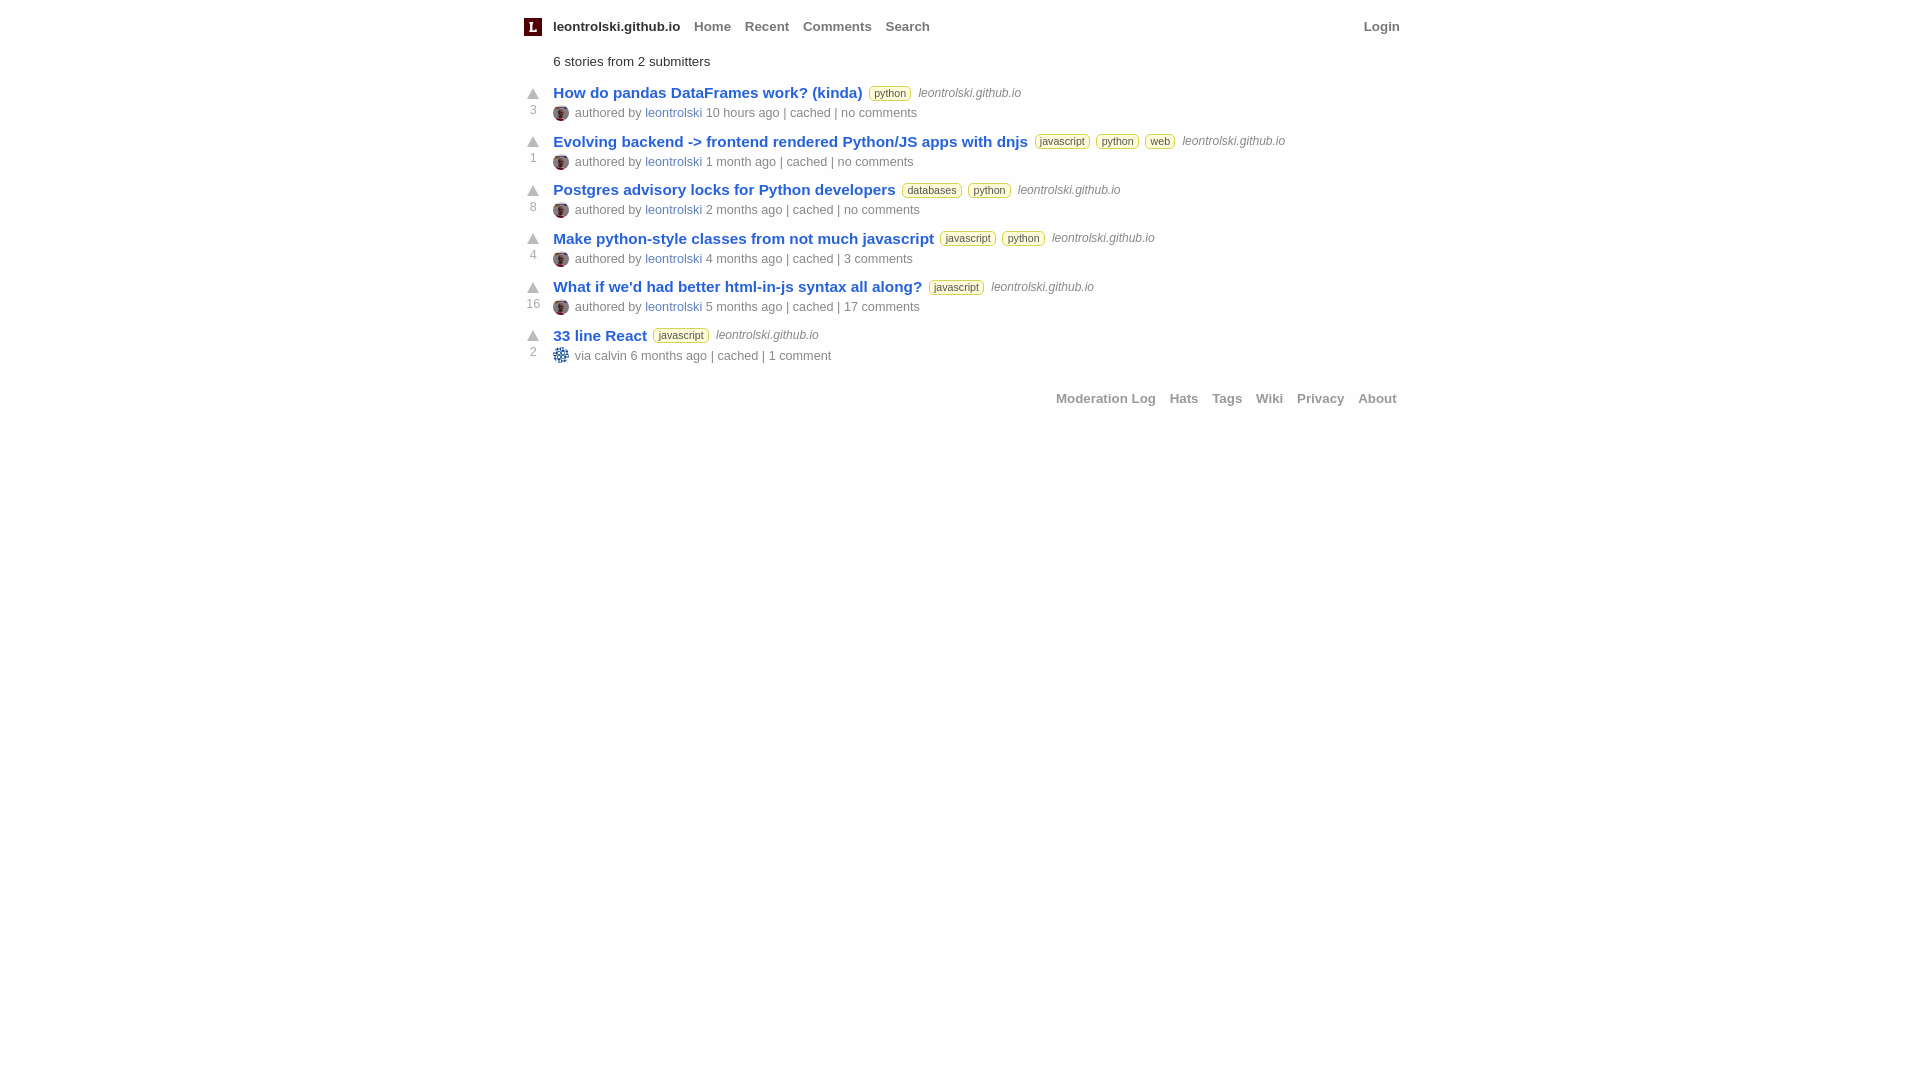 L leontrolski.github.io Home Recent Comments Search Login
6 stories from 2 submitters
How do pandas DataFrames work? (kinda) python leontrolski.github.io
3 authored by leontrolski 10 hours ago | cached | no comments
Evolving backend -> frontend rendered Python/JS apps with dnjs javascript python web leontrolski.github.io
1 authored by leontrolski 1 month ago | cached | no comments
Postgres advisory locks for Python developers databases python leontrolski.github.io
8 authored by leontrolski 2 months ago | cached | no comments
Make python-style classes from not much javascript javascript python leontrolski.github.io
4 authored by leontrolski 4 months ago | cached | 3 comments
What if we'd had better html-in-js syntax all along? javascript leontrolski.github.io
16 authored by leontrolski 5 months ago | cached | 17 comments
33 line React javascript leontrolski.github.io
2 via calvin 6 months ago | cached | 1 comment
Moderation Log Hats Tags Wiki Privacy About